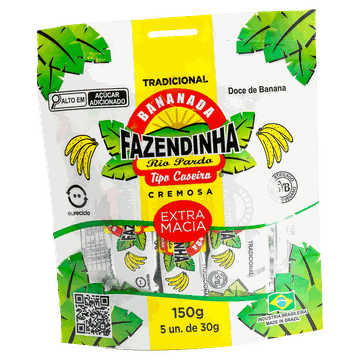 TRADICIONAL
BANANADA
Doce de Banana
ALTO EM AÇÚCAR ADICIONADO
FAZENDINHA
Rio Pardo
Tipo Caseira
CREMOSA
EXTRA
MACIA
eureciclo
TRADICIONAL
150g
5 un. de 30g
INDÚSTRIA BRASILEIRA
MADE IN BRAZIL